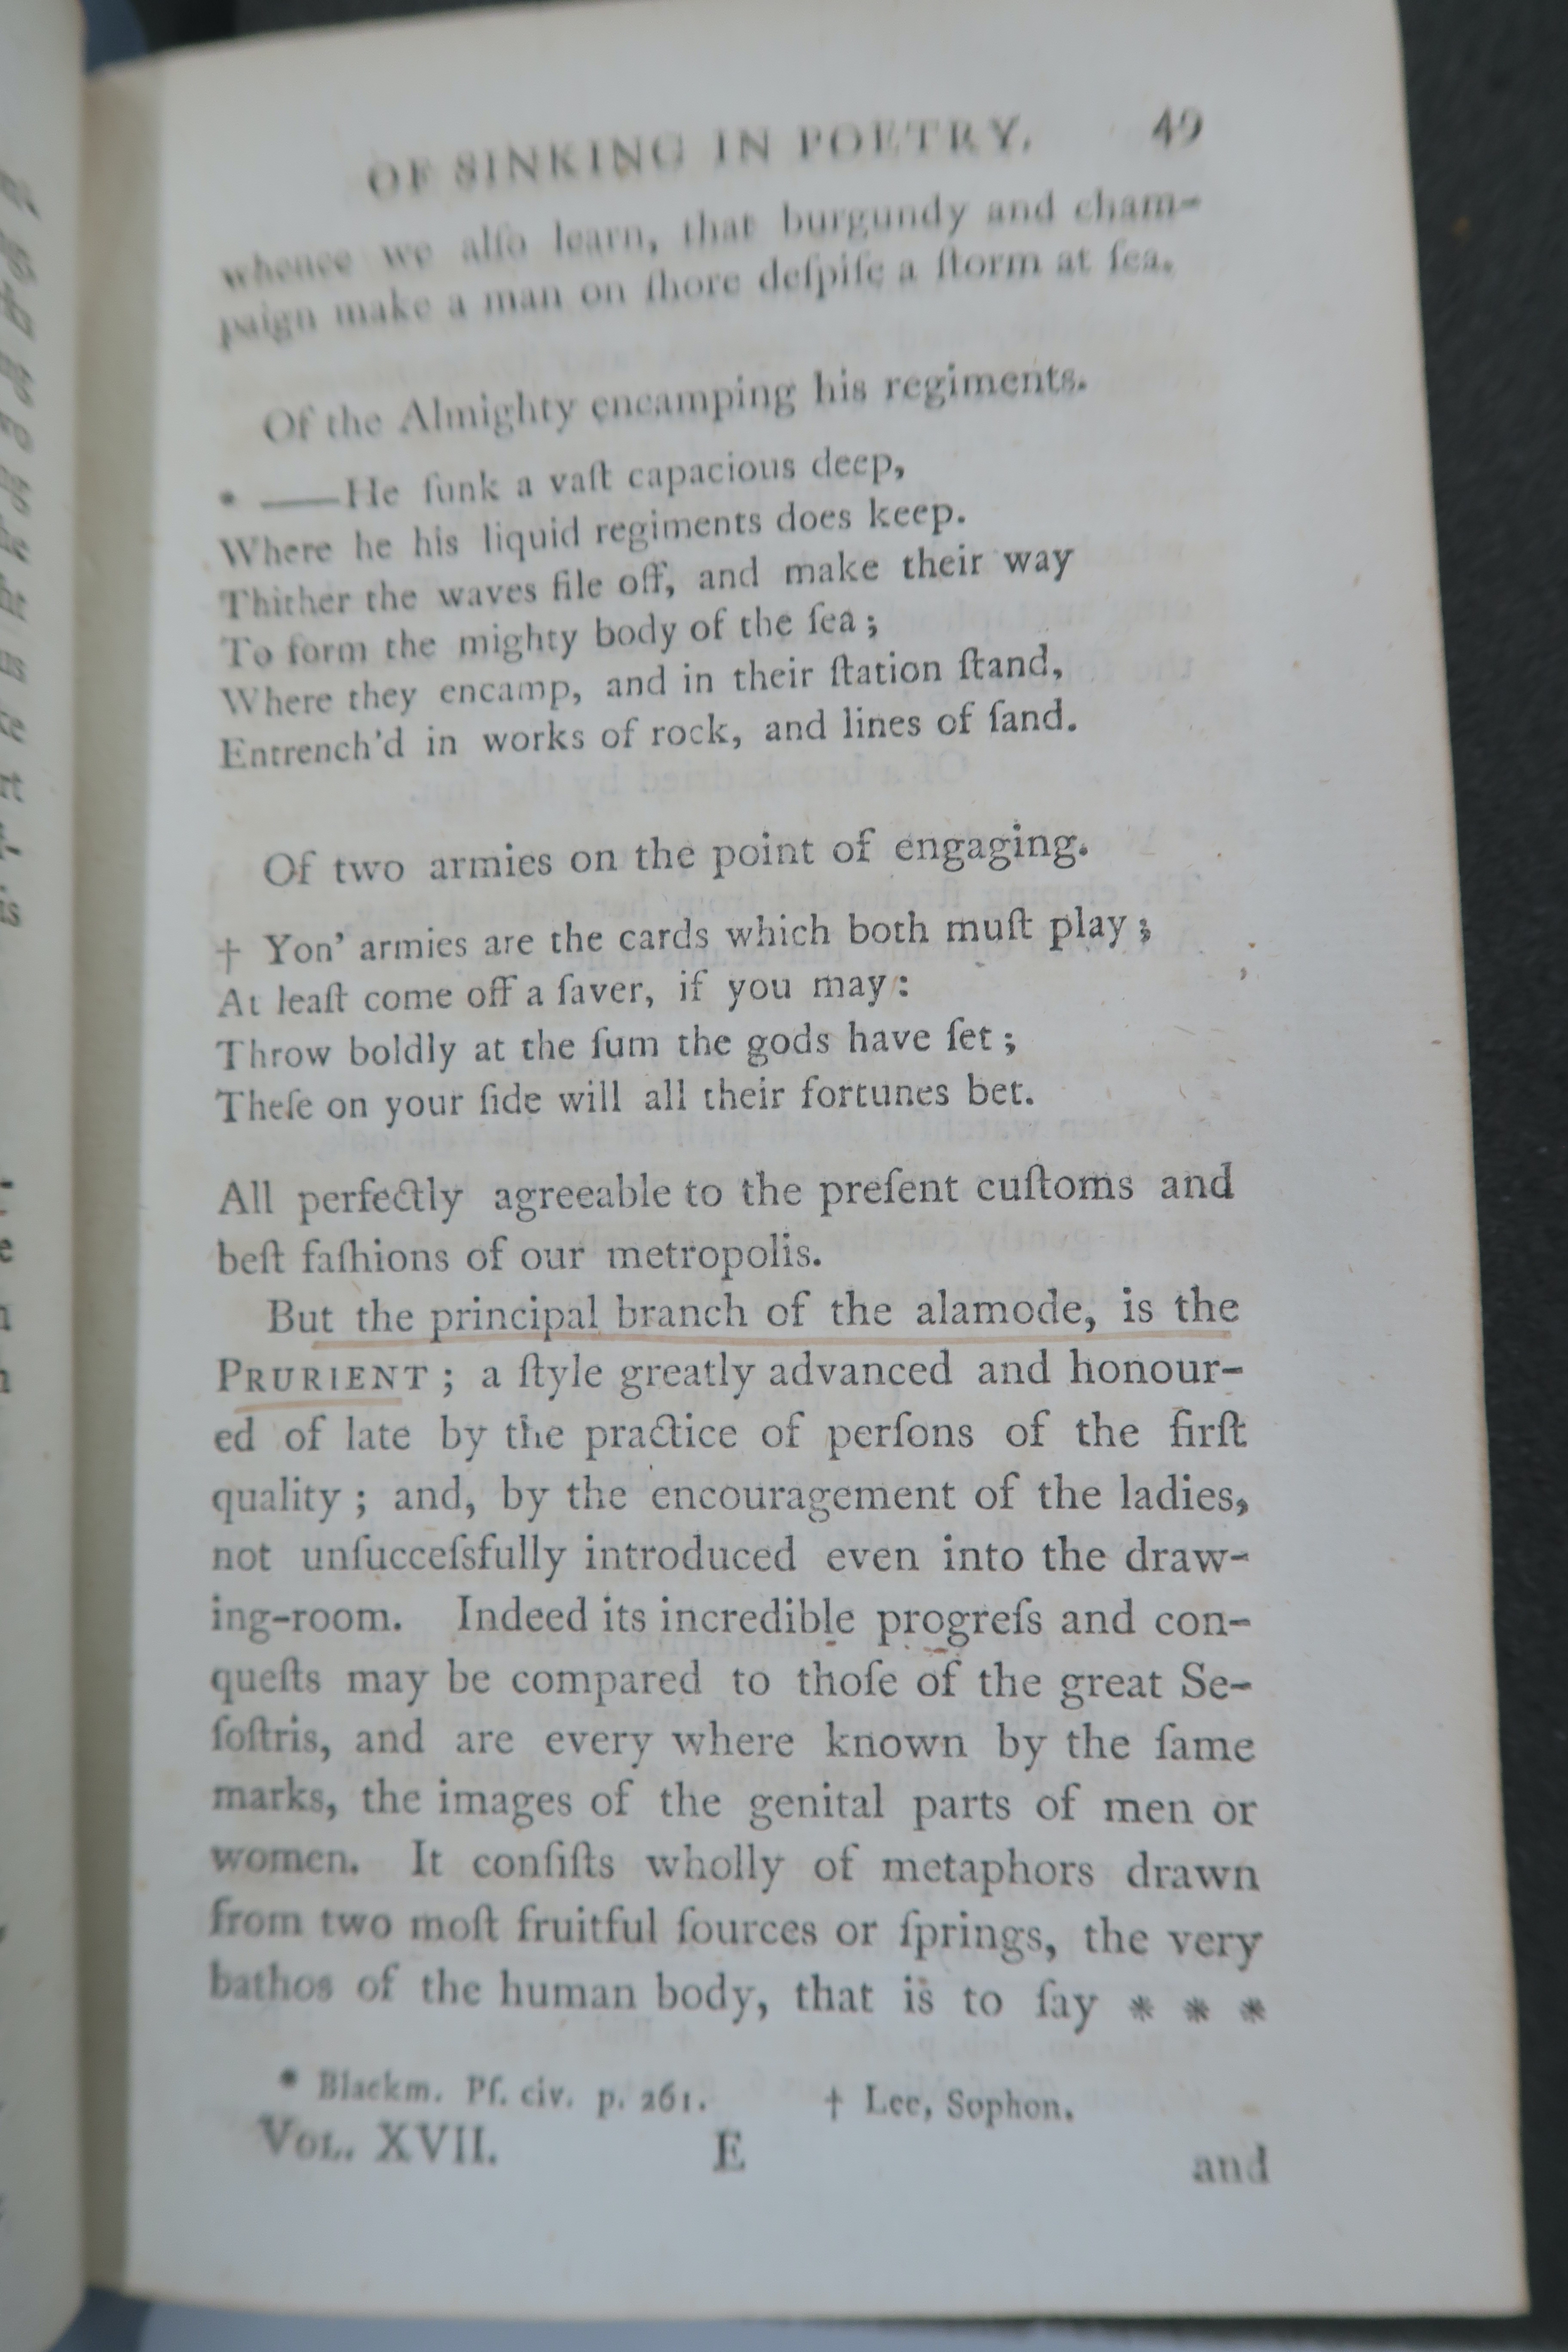 OF SINKING IN POETRY. 49
whence we alſo learn, that burgundy and cham-
paign make a man on ſhore deſpiſe a ſtorm at ſea.
Of the Almighty encamping his regiments.
* ——He ſunk a vaſt capacious deep,
Where he his liquid regiments does keep.
Thither the waves file off, and make their way
To form the mighty body of the ſea;
Where they encamp, and in their ſtation ſtand,
Entrench'd in works of rock, and lines of ſand.
Of two armies on the point of engaging.
† Yon' armies are the cards which both muſt play;
At leaſt come off a ſaver, if you may:
Throw boldly at the ſum the gods have ſet;
Theſe on your ſide will all their fortunes bet.
All perfectly agreeable to the preſent cuſtoms and
beſt faſhions of our metropolis.
But the principal branch of the alamode, is the
PRURIENT; a ſtyle greatly advanced and honour-
ed of late by the practice of perſons of the firſt
quality; and, by the encouragement of the ladies,
not unſucceſsfully introduced even into the draw-
ing-room. Indeed its incredible progreſs and con-
queſts may be compared to thoſe of the great Se-
ſoſtris, and are every where known by the ſame
marks, the images of the genital parts of men or
women. It conſiſts wholly of metaphors drawn
from two moſt fruitful ſources or ſprings, the very
bathos of the human body, that is to ſay * * *
* Blackm. Pſ. civ. p. 261. † Lee, Sophon.
VOL. XVII. E and